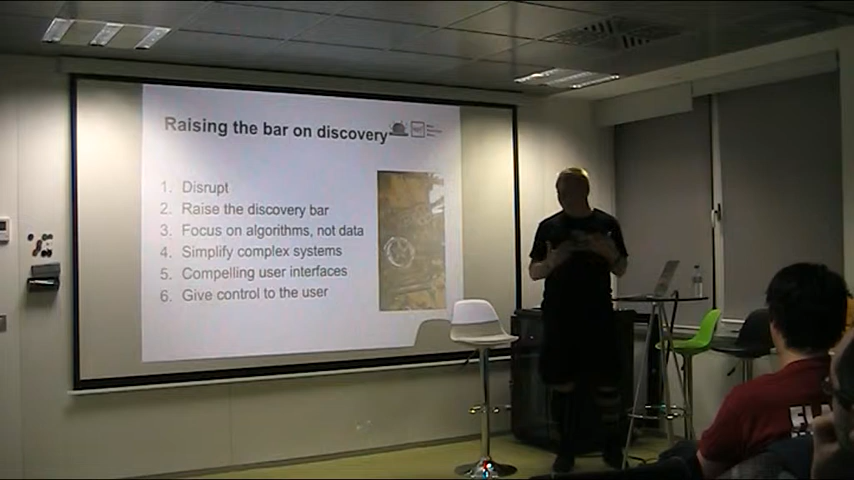 Raising the bar on discovery
1. Disrupt
2. Raise the discovery bar
3. Focus on algorithms, not data
4. Simplify complex systems
5. Compelling user interfaces
6. Give control to the user